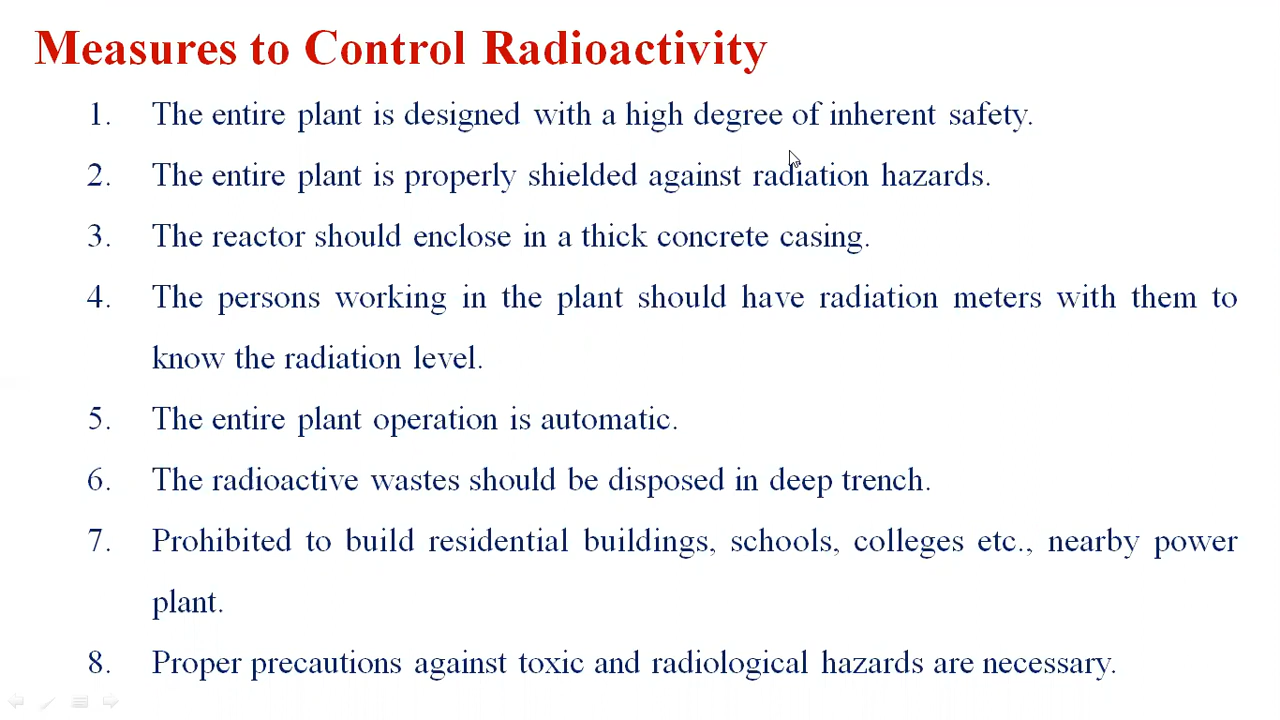 Measures to Control Radioactivity
1. The entire plant is designed with a high degree of inherent safety.
2. The entire plant is properly shielded against radiation hazards.
3. The reactor should enclose in a thick concrete casing.
4. The persons working in the plant should have radiation meters with them to
know the radiation level.
5. The entire plant operation is automatic.
6. The radioactive wastes should be disposed in deep trench.
7. Prohibited to build residential buildings, schools, colleges etc., nearby power
plant.
8. Proper precautions against toxic and radiological hazards are necessary.